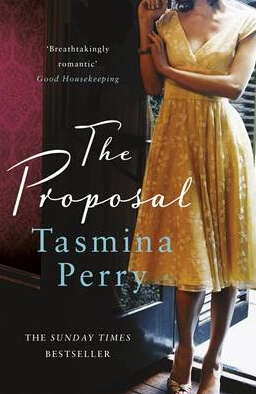 ‘Breathtakingly
romantic’
Good Housekeeping
The
Proposal
Tasmina
Perry
THE SUNDAY TIMES
BESTSELLER